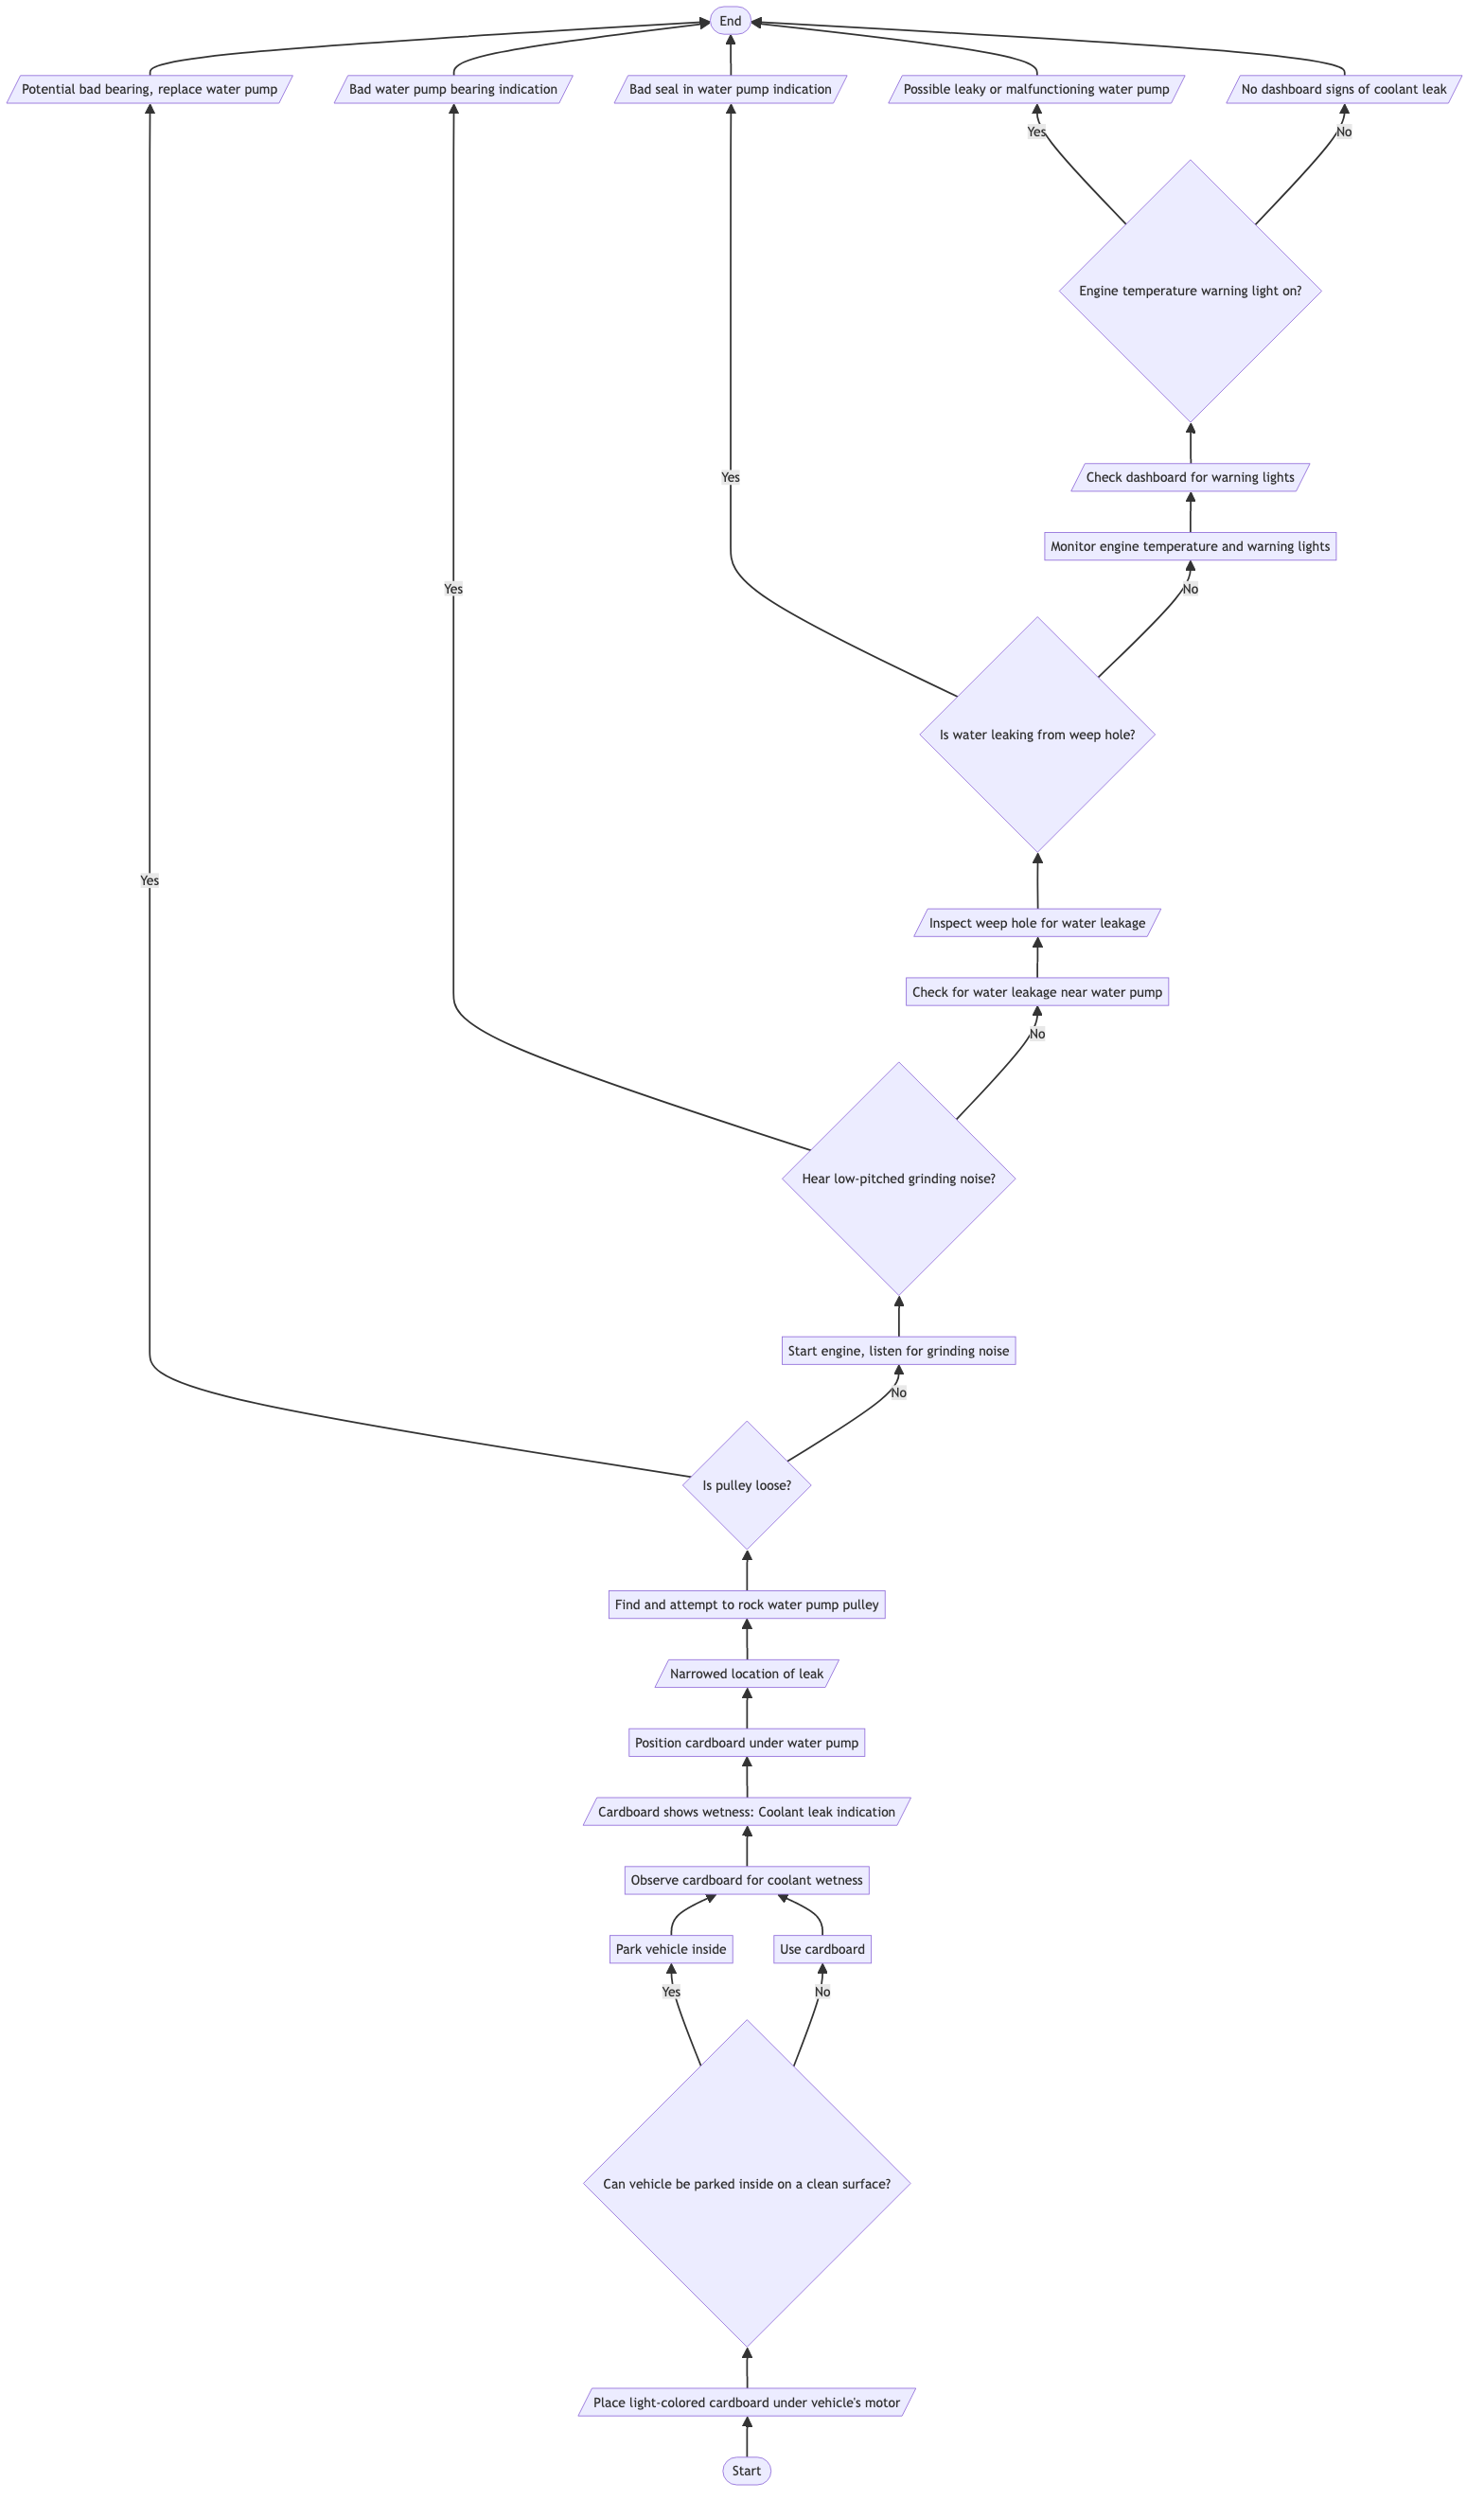 End
Potential bad bearing, replace water pump
Bad water pump bearing indication
Bad seal in water pump indication
Possible leaky or malfunctioning water pump
No dashboard signs of coolant leak
Yes
No
Engine temperature warning light on?
Yes
Check dashboard for warning lights
Monitor engine temperature and warning lights
Yes
No
Is water leaking from weep hole?
Yes
Inspect weep hole for water leakage
Check for water leakage near water pump
No
Hear low-pitched grinding noise?
Start engine, listen for grinding noise
No
Is pulley loose?
Find and attempt to rock water pump pulley
Narrowed location of leak
Position cardboard under water pump
Cardboard shows wetness: Coolant leak indication
Observe cardboard for coolant wetness
Park vehicle inside
Use cardboard
Yes
No
Can vehicle be parked inside on a clean surface?
Place light-colored cardboard under vehicle's motor
Start